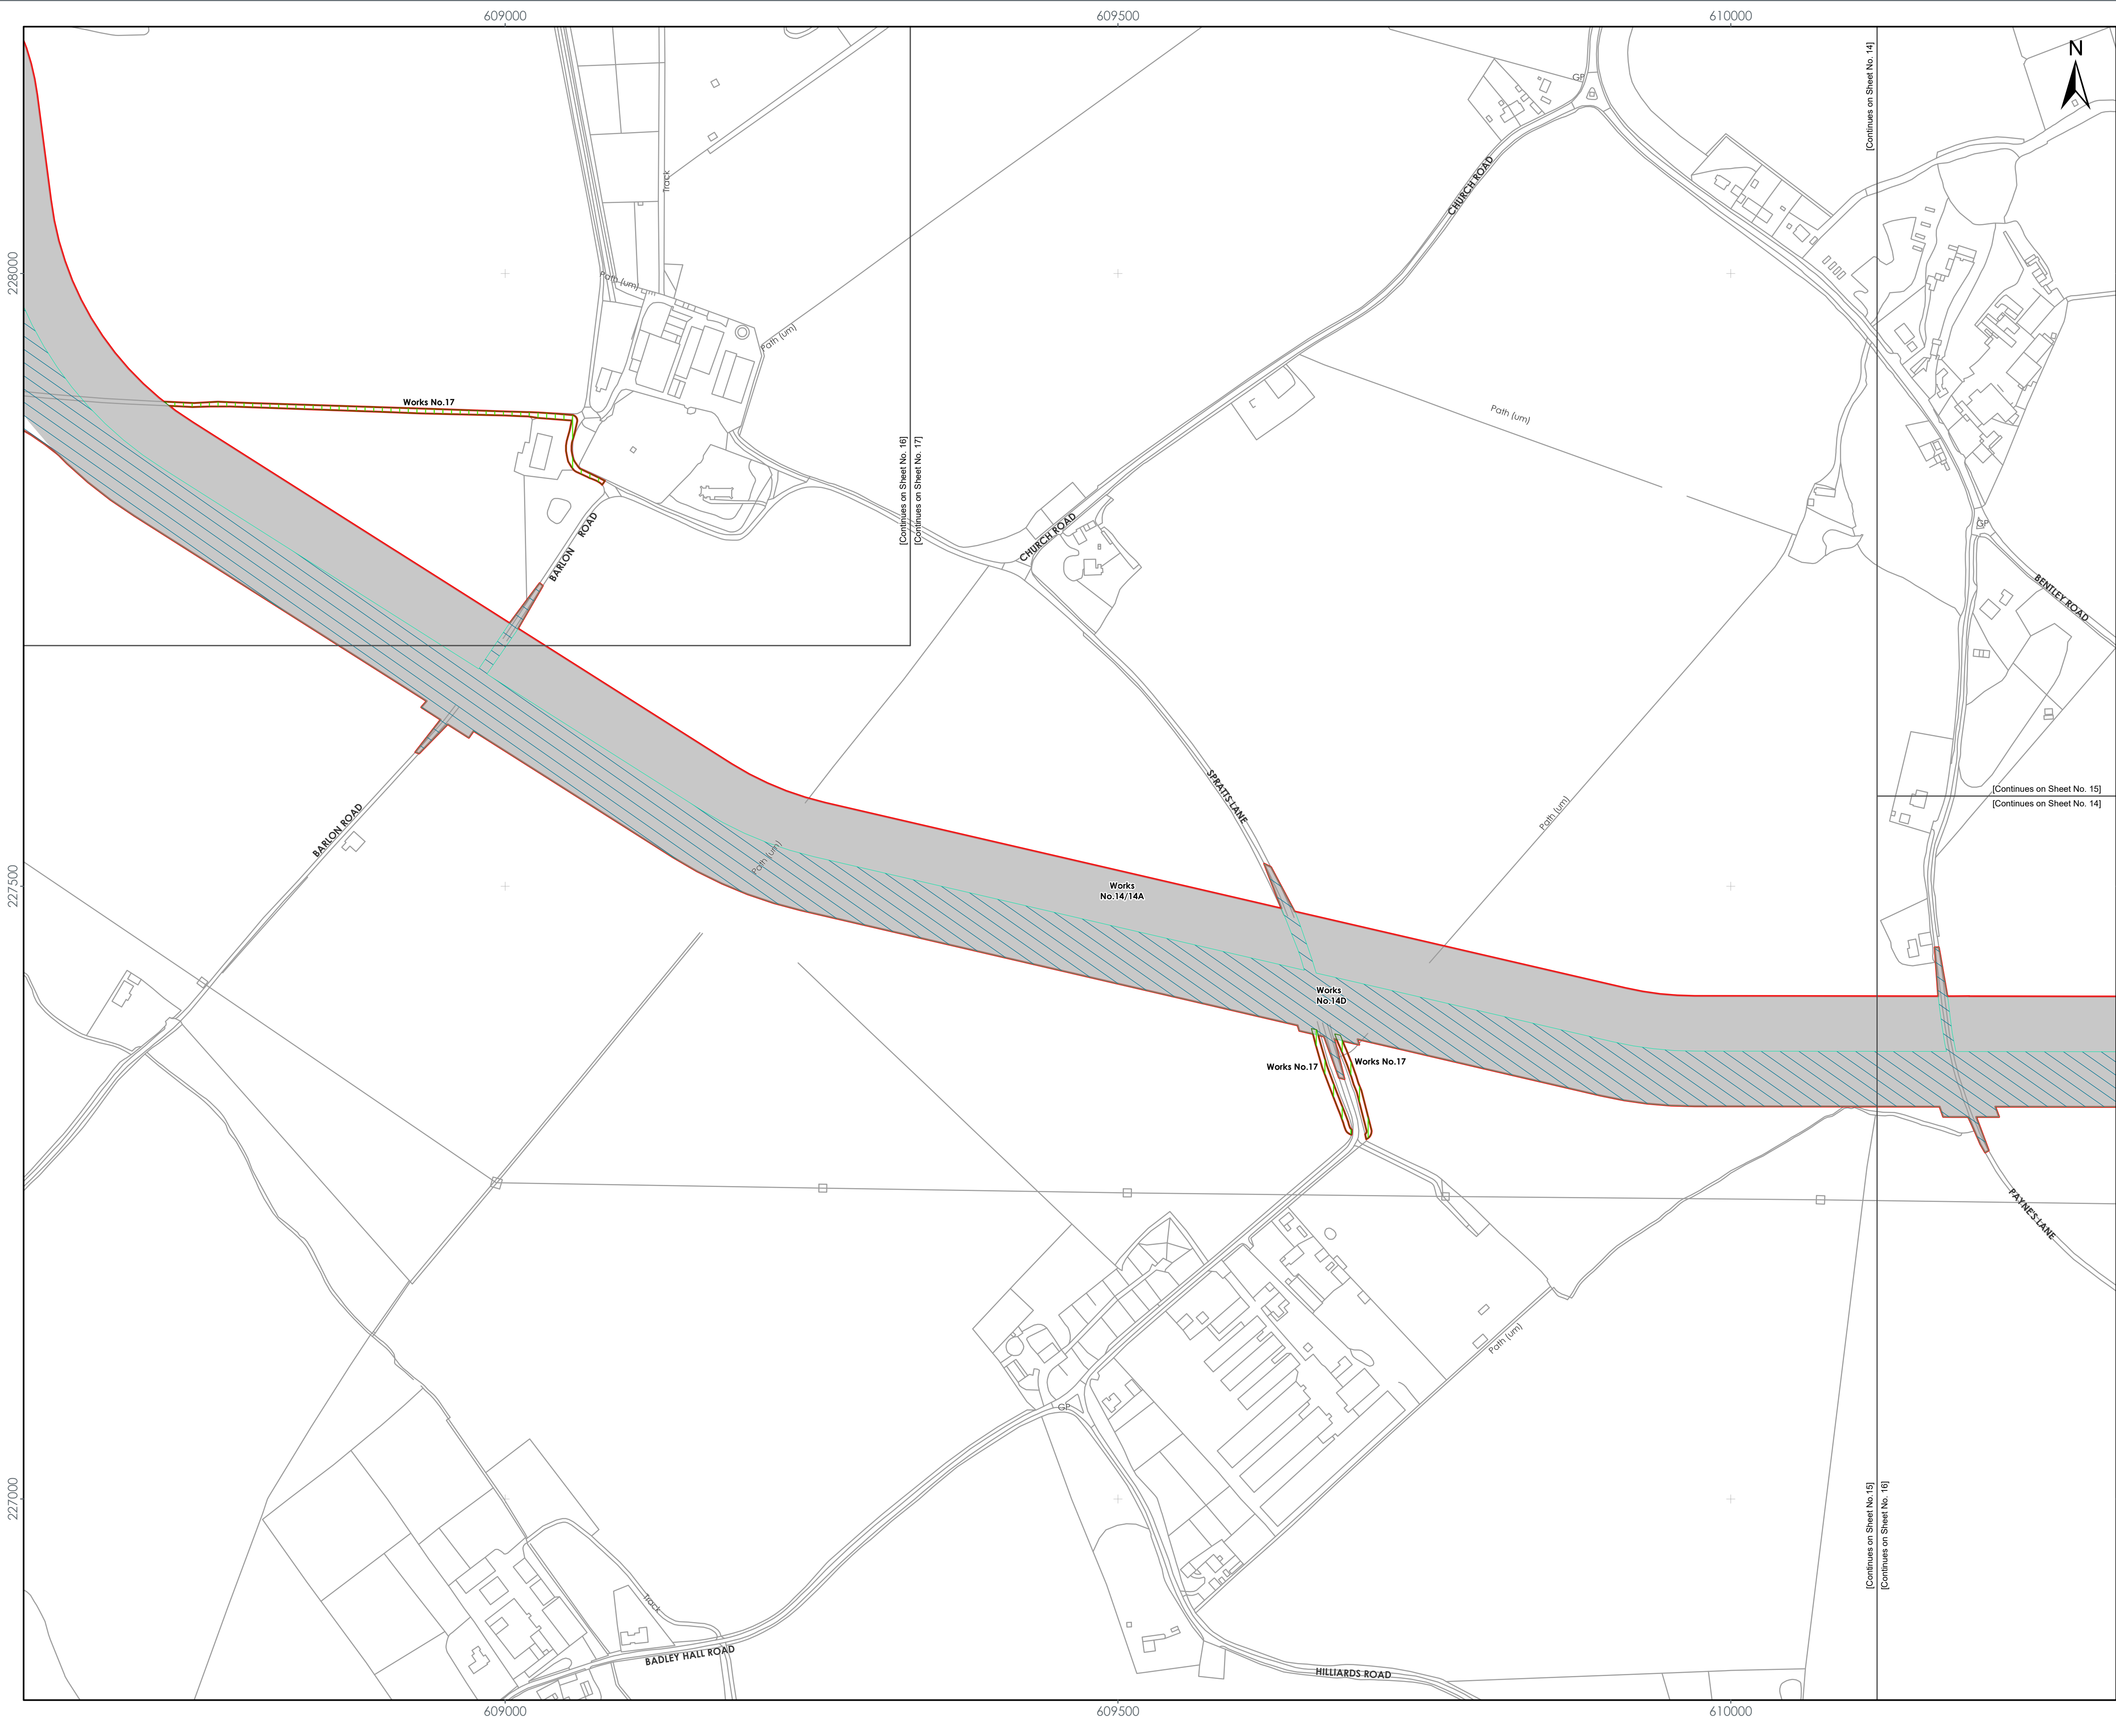 609000
609500
610000
[Continues on Sheet No. 14]
N
GP
CHURCH ROAD
Track
228000
Path (um)
Path (um)
Works No.17
Path (um)
[Continues on Sheet No. 16]
[Continues on Sheet No. 17]
BARLON ROAD
CHURCH ROAD
GP
BENTLEY ROAD
SPRATTS LANE
[Continues on Sheet No. 15]
[Continues on Sheet No. 14]
BARLON ROAD
Path (um)
Path (um)
227500
Works
No.14/14A
Works
No.14D
Works No.17
Works No.17
PAYNE'S LANE
Path (um)
GP
227000
[Continues on Sheet No.15]
[Continues on Sheet No. 16]
Track
BADLEY HALL ROAD
HILLIARDS ROAD
609000
609500
610000